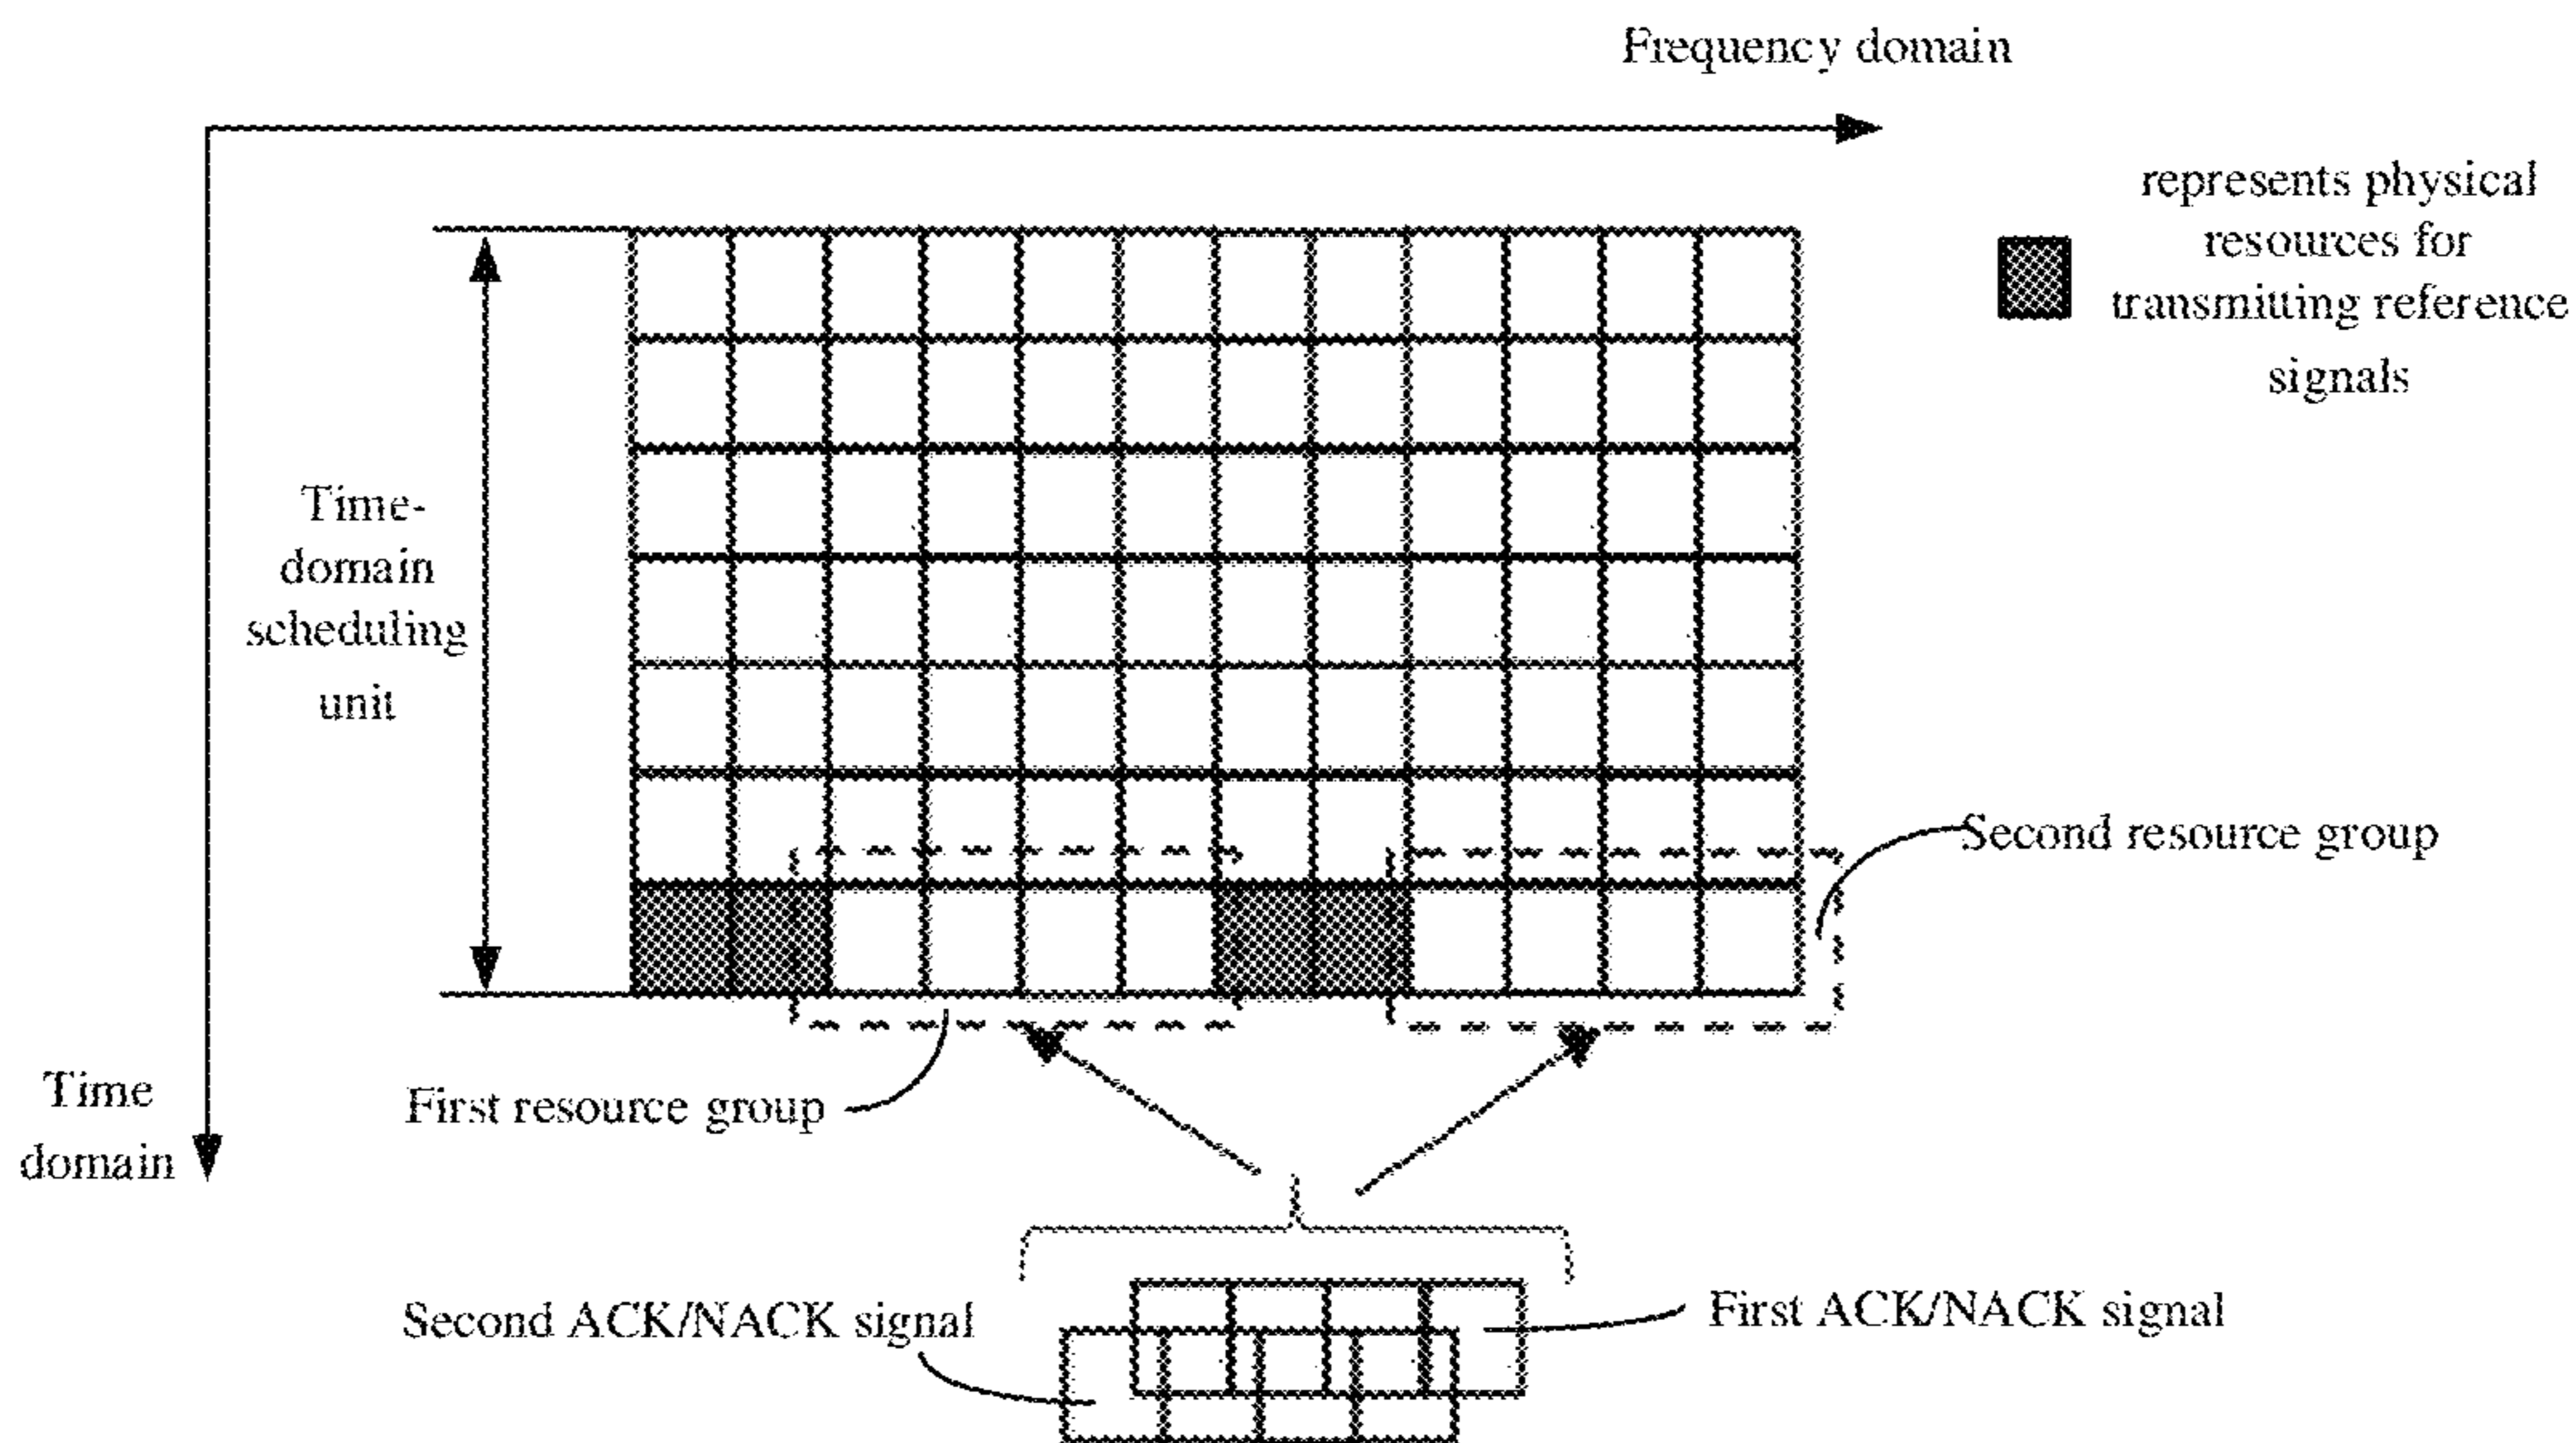 Frequency domain
represents physical
resources for
transmitting reference
signals
Time-
domain
scheduling
unit
Second resource group
First resource group
Time
domain
Second ACK/NACK signal
First ACK/NACK signal